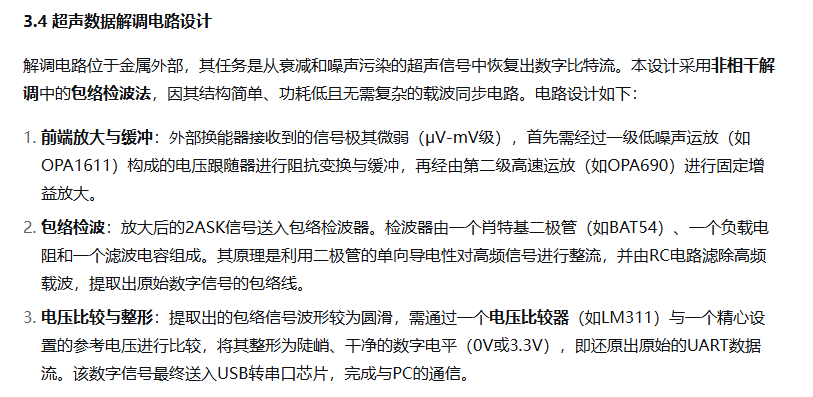 3.4 超声数据解调电路设计
解调电路位于金属外部，其任务是从衰减和噪声污染的超声信号中恢复出数字比特流。本设计采用非相干解
调中的包络检波法，因其结构简单、功耗低且无需复杂的载波同步电路。电路设计如下：
1. 前端放大与缓冲：外部换能器接收到的信号极其微弱（μV-mV级），首先需经过一级低噪声运放（如
OPA1611）构成的电压跟随器进行阻抗变换与缓冲，再经由第二级高速运放（如OPA690）进行固定增
益放大。
2. 包络检波：放大后的2ASK信号送入包络检波器。检波器由一个肖特基二极管（如BAT54）、一个负载电
阻和一个滤波电容组成。其原理是利用二极管的单向导电性对高频信号进行整流，并由RC电路滤除高频
载波，提取出原始数字信号的包络线。
3. 电压比较与整形：提取出的包络信号波形较为圆滑，需通过一个电压比较器（如LM311）与一个精心设
置的参考电压进行比较，将其整形为陡峭、干净的数字电平（0V或3.3V），即还原出原始的UART数据
流。该数字信号最终送入USB转串口芯片，完成与PC的通信。